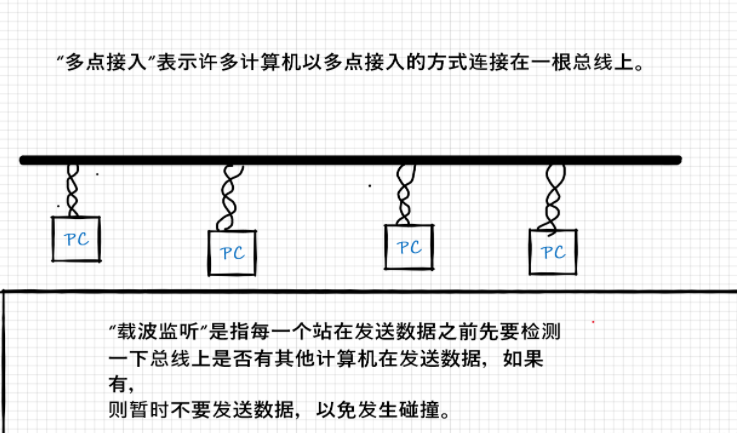 “多点接入”表示许多计算机以多点接入的方式连接在一根总线上。
PC
PC
PC
PC
“载波监听”是指每一个站在发送数据之前先要检测
一下总线上是否有其他计算机在发送数据，如果
有，
则暂时不要发送数据，以免发生碰撞。